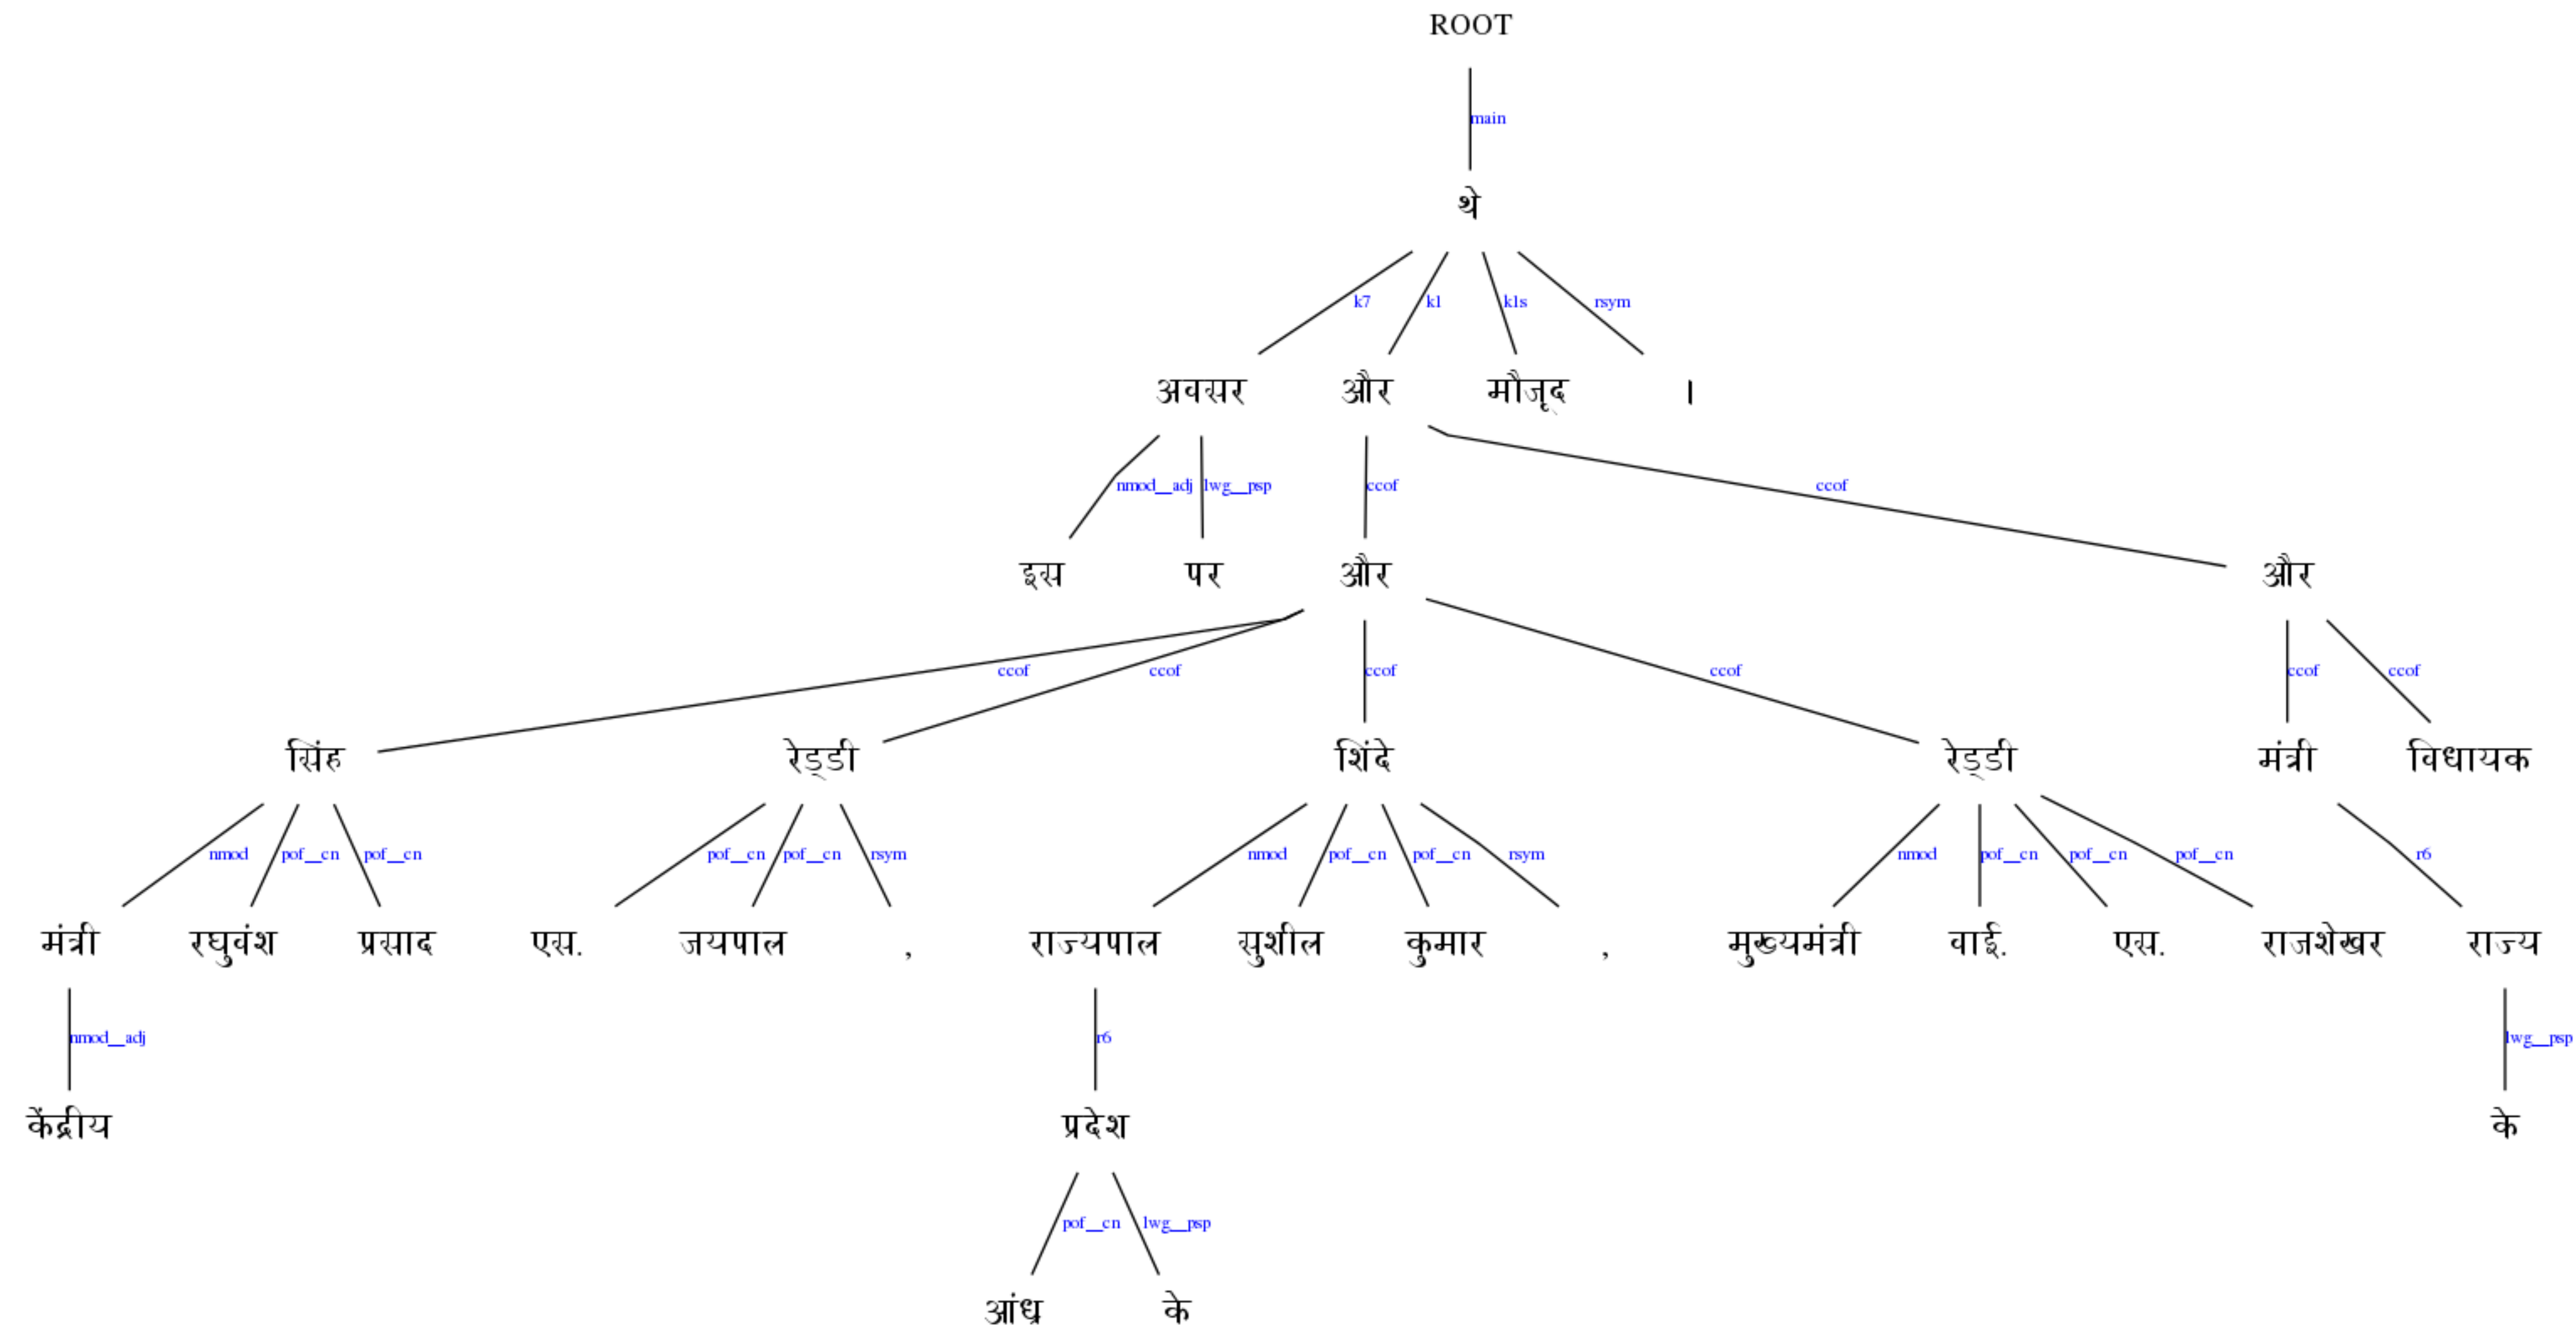 ROOT
main
थे
k7 k1 k1s rsym
अवसर और मौजूद ।
nmod__adj lwg__psp ccof ccof
इस पर और और
ccof ccof ccof ccof ccof ccof
सिंह रेड्डी शिंदे रेड्डी मंत्री विधायक
nmod pof__cn pof__cn pof__cn pof__cn rsym nmod pof__cn pof__cn rsym nmod pof__cn pof__cn pof__cn r6
मंत्री रघुवंश प्रसाद एस. जयपाल , राज्यपाल सुशील कुमार , मुख्यमंत्री वाई. एस. राजशेखर राज्य
nmod__adj r6 lwg__psp
केंद्रीय प्रदेश के
pof__cn lwg__psp
आंध्र के